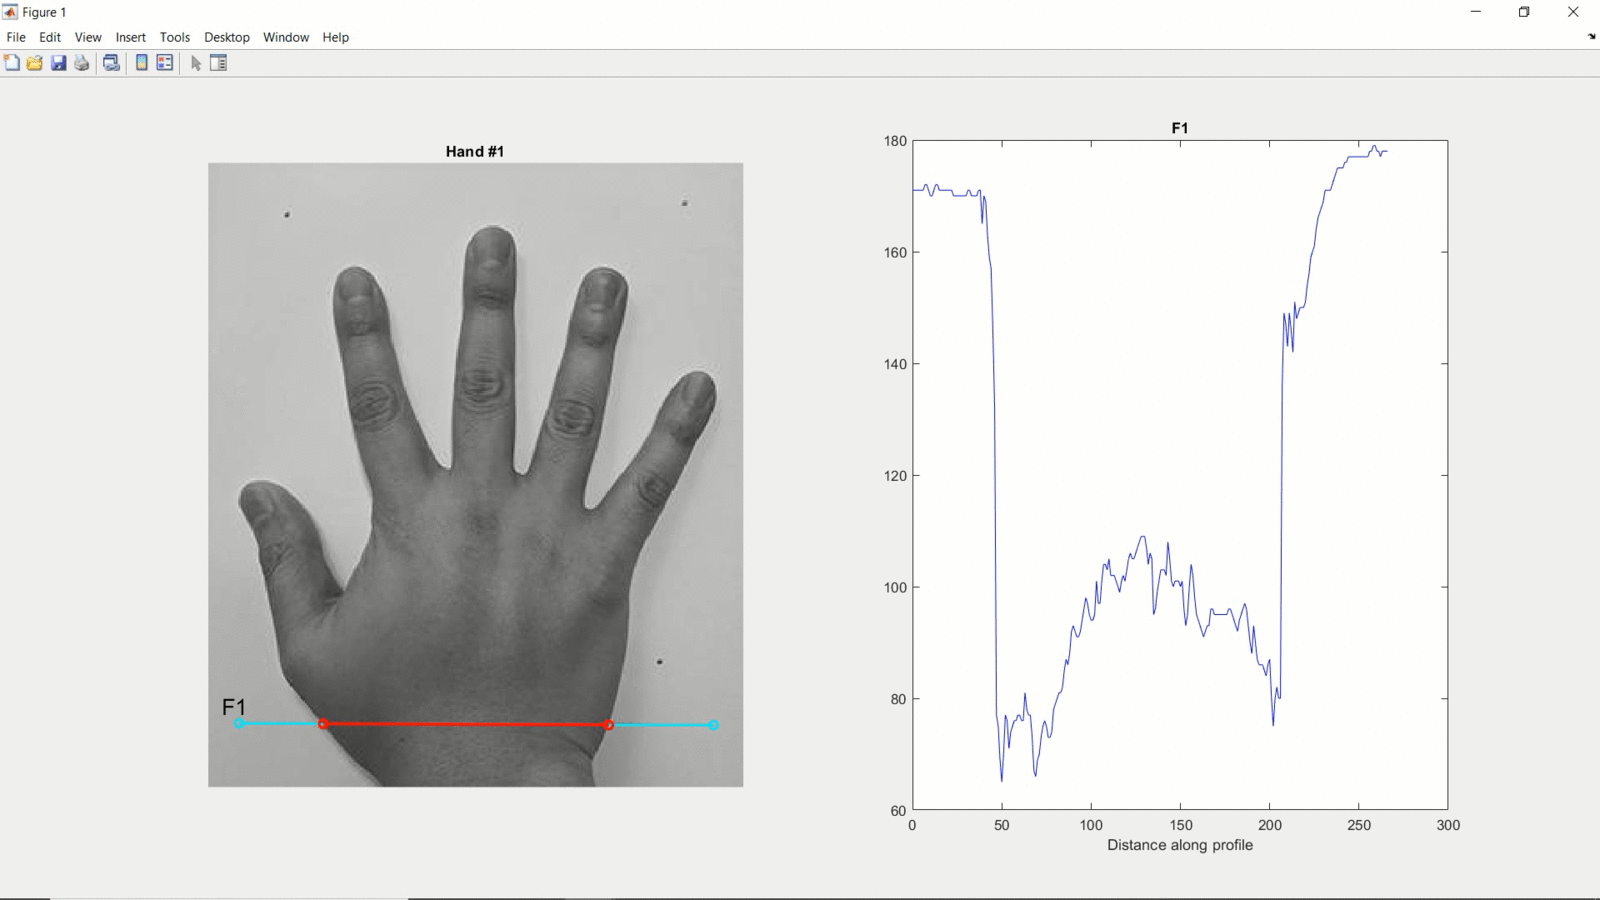 Figure 1
File Edit View Insert Tools Desktop Window Help
Hand #1
F1
F1
180
160
140
120
100
80
60
0 50 100 150 200 250 300
Distance along profile